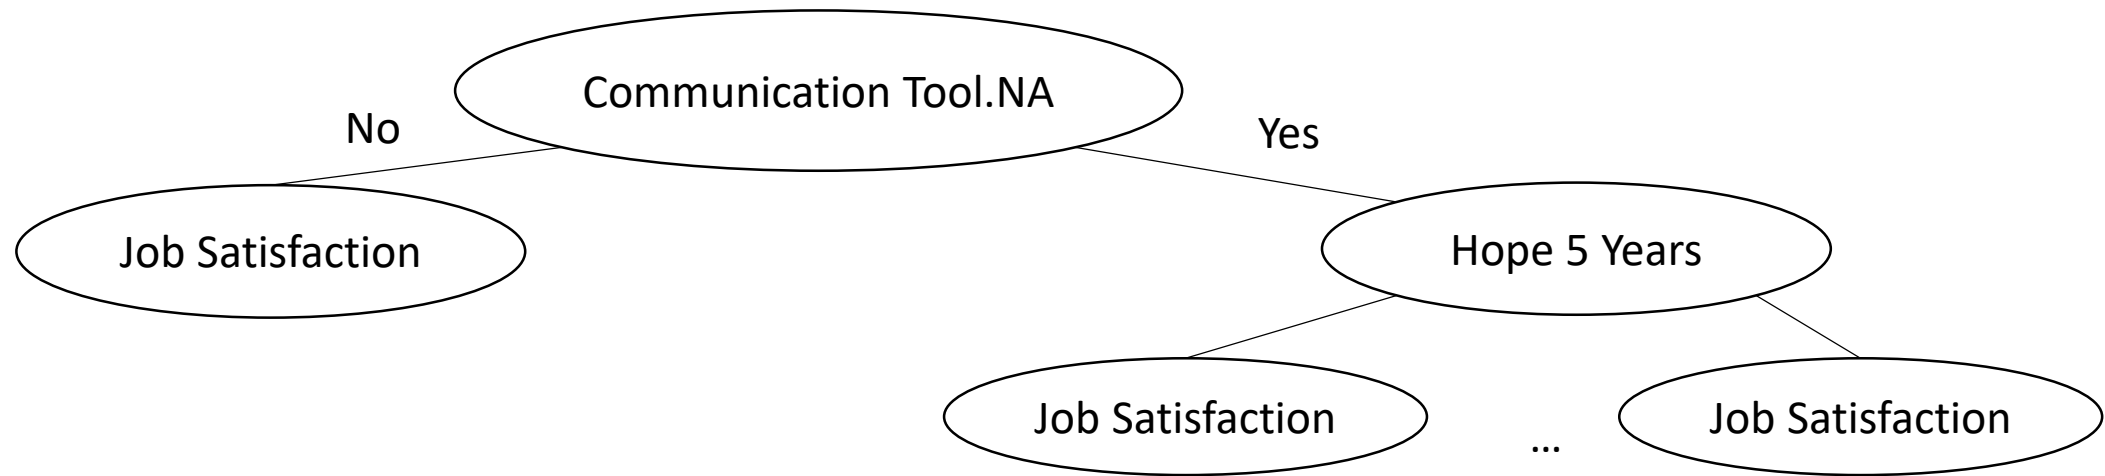 Communication Tool.NA
No
Yes
Job Satisfaction
Hope 5 Years
Job Satisfaction
...
Job Satisfaction